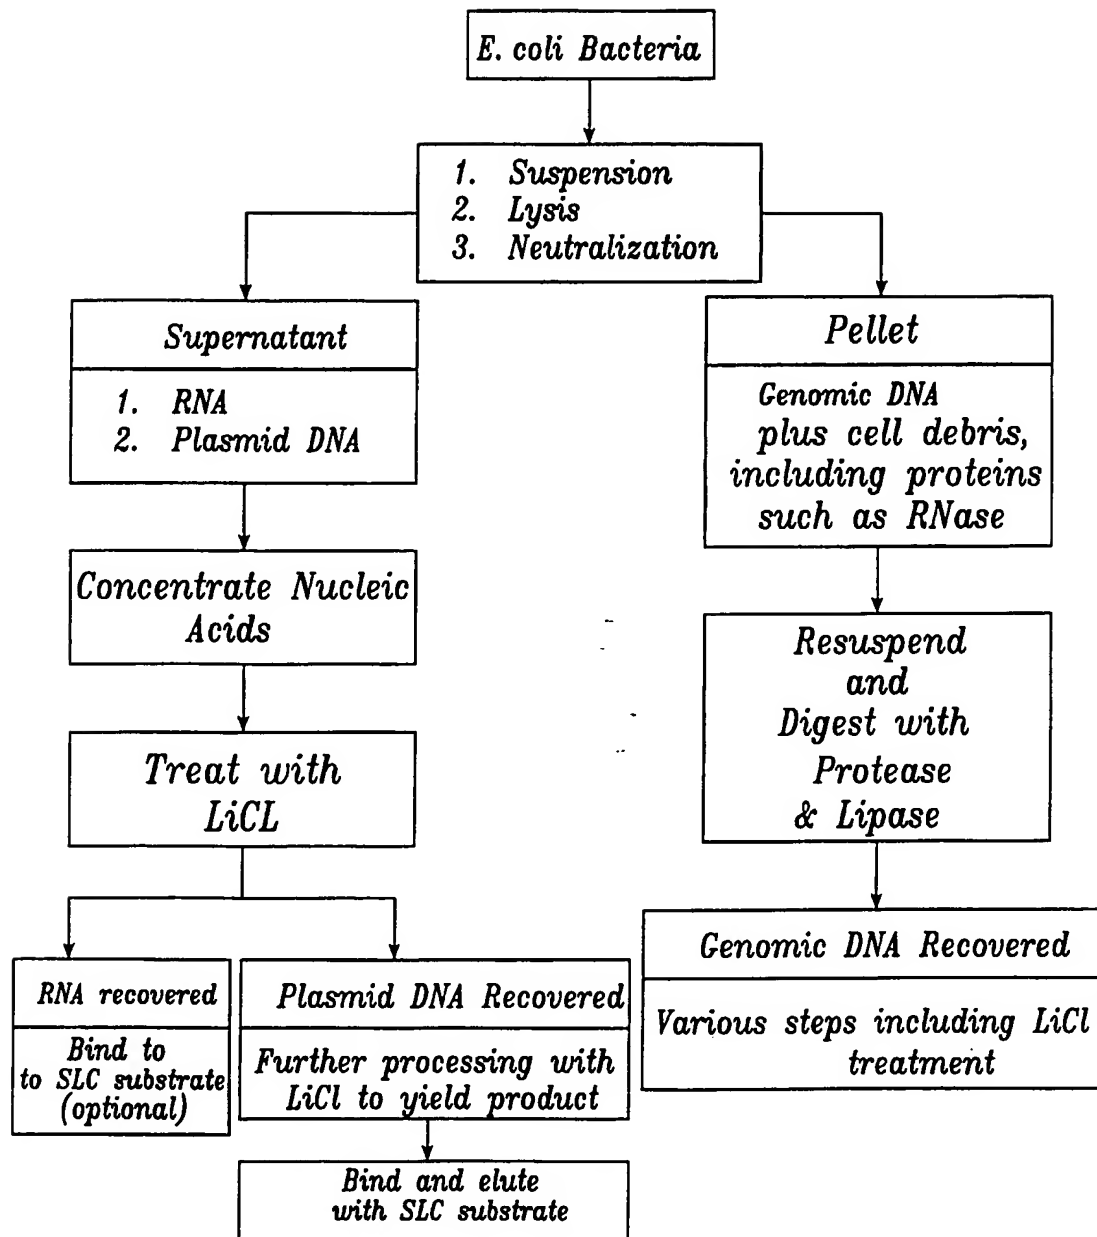 E. coli Bacteria
1. Suspension
2. Lysis
3. Neutralization
Supernatant
1. RNA
2. Plasmid DNA
Pellet
Genomic DNA
plus cell debris,
including proteins
such as RNase
Concentrate Nucleic
Acids
Resuspend
and
Digest with
Protease
& Lipase
Treat with
LiCL
RNA recovered
Bind to
to SLC substrate
(optional)
Plasmid DNA Recovered
Further processing with
LiCl to yield product
Genomic DNA Recovered
Various steps including LiCl
treatment
Bind and elute
with SLC substrate